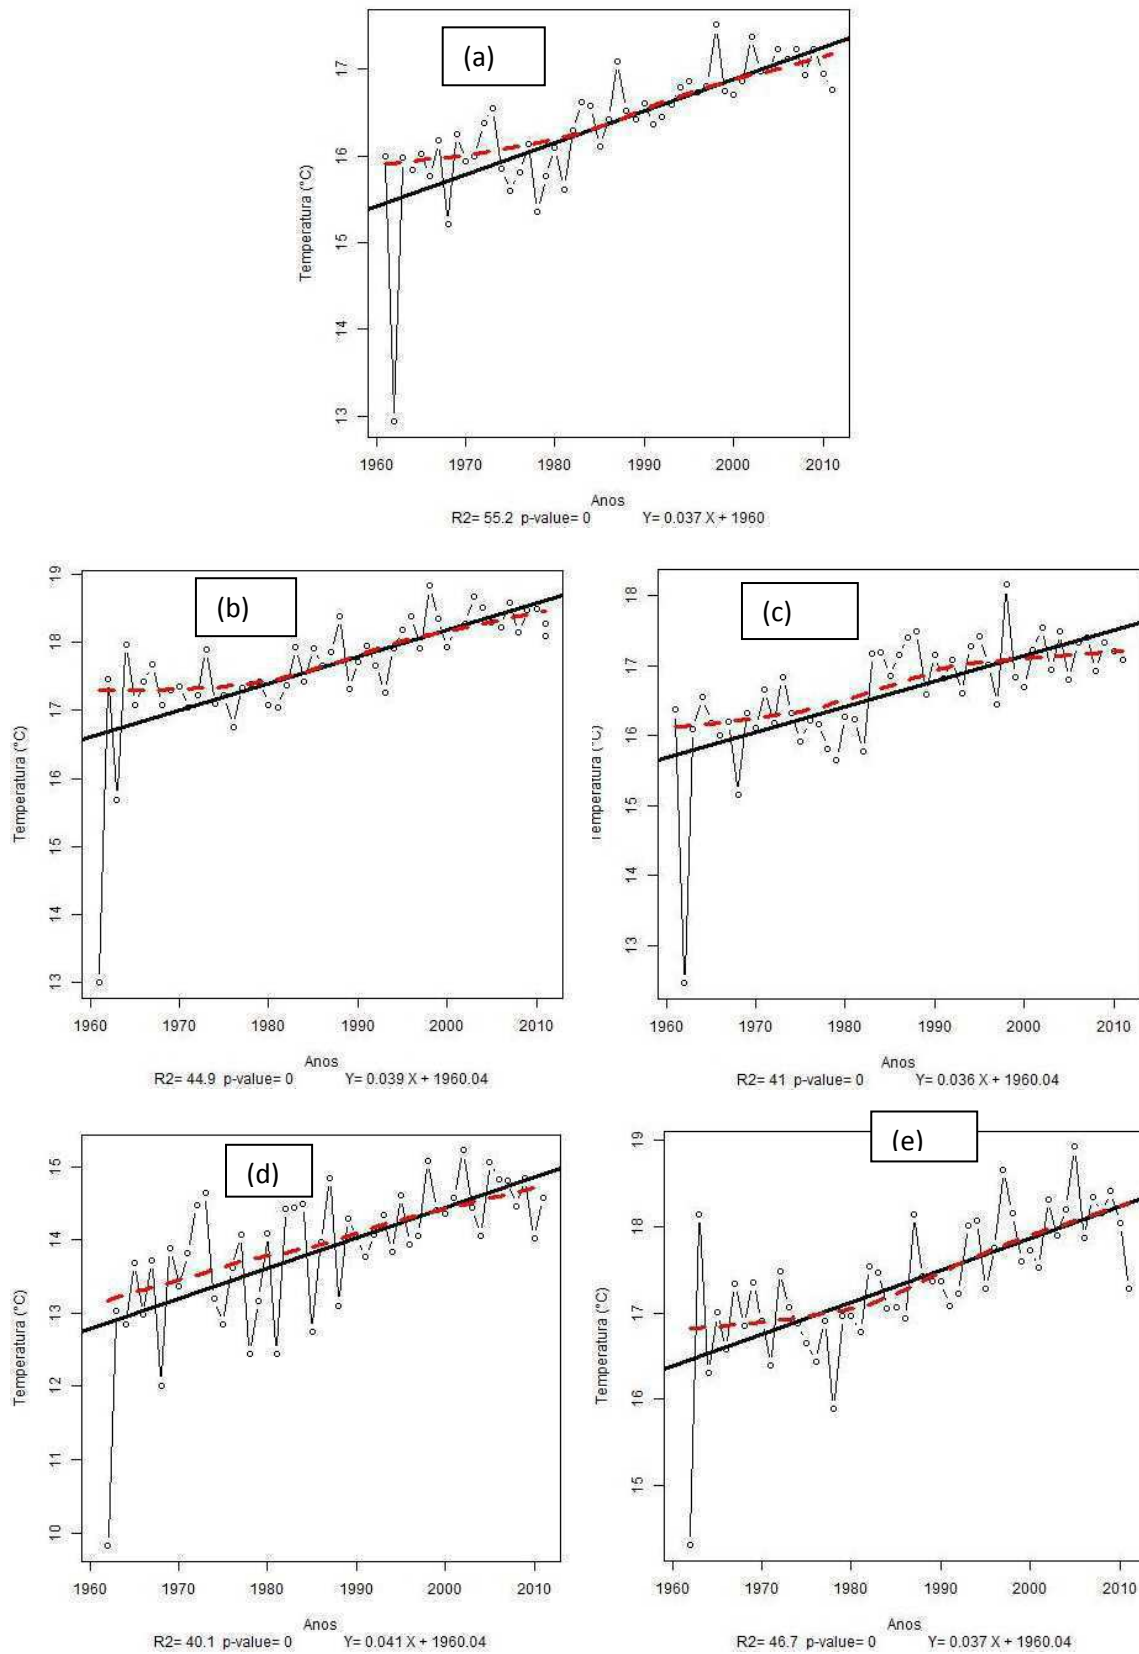 (a)
Temperatura (°C)
17
16
15
14
13
1960 1970 1980 1990 2000 2010
Anos
R2= 55.2 p-value= 0 Y= 0.037 X + 1960
(b)
Temperatura (°C)
19
18
17
16
15
14
13
1960 1970 1980 1990 2000 2010
Anos
R2= 44.9 p-value= 0 Y= 0.039 X + 1960.04
(c)
Temperatura (°C)
18
17
16
15
14
13
1960 1970 1980 1990 2000 2010
Anos
R2= 41 p-value= 0 Y= 0.036 X + 1960.04
(d)
Temperatura (°C)
15
14
13
12
11
10
1960 1970 1980 1990 2000 2010
Anos
R2= 40.1 p-value= 0 Y= 0.041 X + 1960.04
(e)
Temperatura (°C)
19
18
17
16
15
1960 1970 1980 1990 2000 2010
Anos
R2= 46.7 p-value= 0 Y= 0.037 X + 1960.04